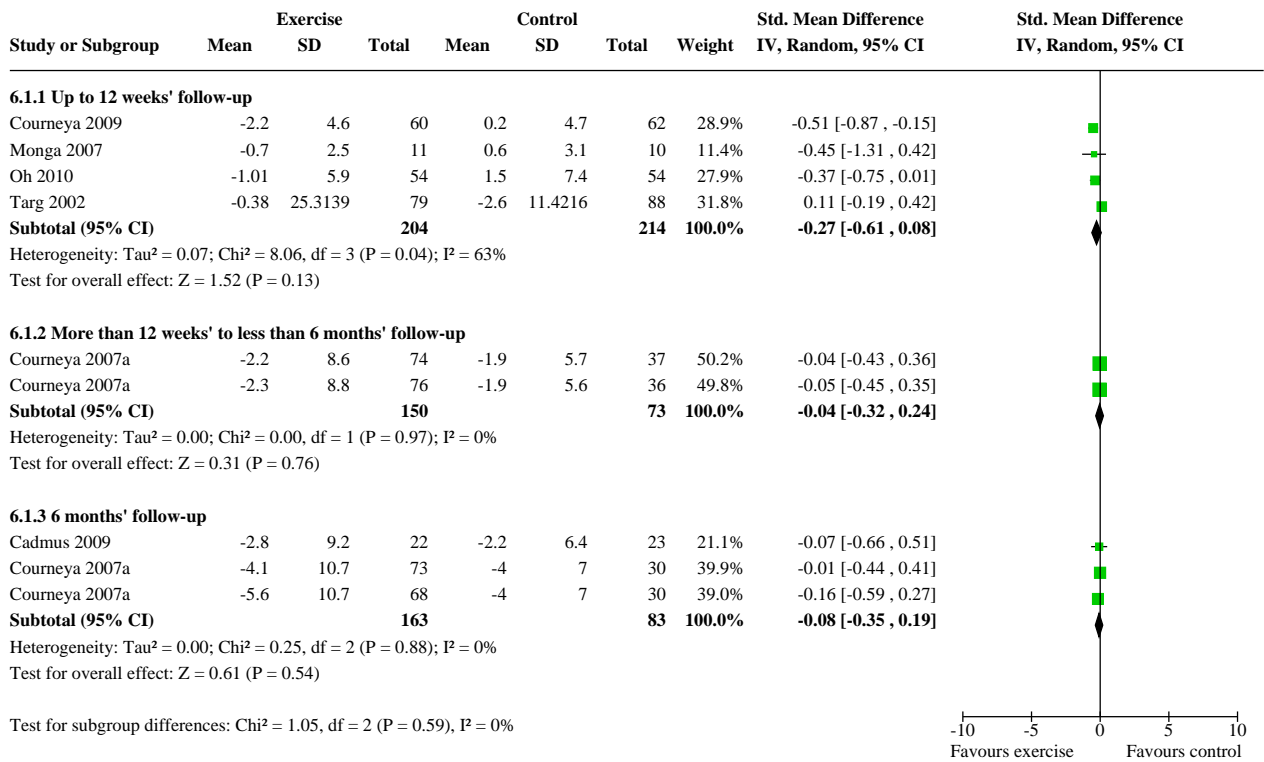 Exercise Control Std. Mean Difference Std. Mean Difference
Study or Subgroup Mean SD Total Mean SD Total Weight IV, Random, 95% CI IV, Random, 95% CI
6.1.1 Up to 12 weeks' follow-up
Courneya 2009 -2.2 4.6 60 0.2 4.7 62 28.9% -0.51 [-0.87 , -0.15]
Monga 2007 -0.7 2.5 11 0.6 3.1 10 11.4% -0.45 [-1.31 , 0.42]
Oh 2010 -1.01 5.9 54 1.5 7.4 54 27.9% -0.37 [-0.75 , 0.01]
Targ 2002 -0.38 25.3139 79 -2.6 11.4216 88 31.8% 0.11 [-0.19 , 0.42]
Subtotal (95% CI) 204 214 100.0% -0.27 [-0.61 , 0.08]
Heterogeneity: Tau² = 0.07; Chi² = 8.06, df = 3 (P = 0.04); I² = 63%
Test for overall effect: Z = 1.52 (P = 0.13)
6.1.2 More than 12 weeks' to less than 6 months' follow-up
Courneya 2007a -2.2 8.6 74 -1.9 5.7 37 50.2% -0.04 [-0.43 , 0.36]
Courneya 2007a -2.3 8.8 76 -1.9 5.6 36 49.8% -0.05 [-0.45 , 0.35]
Subtotal (95% CI) 150 73 100.0% -0.04 [-0.32 , 0.24]
Heterogeneity: Tau² = 0.00; Chi² = 0.00, df = 1 (P = 0.97); I² = 0%
Test for overall effect: Z = 0.31 (P = 0.76)
6.1.3 6 months' follow-up
Cadmus 2009 -2.8 9.2 22 -2.2 6.4 23 21.1% -0.07 [-0.66 , 0.51]
Courneya 2007a -4.1 10.7 73 -4 7 30 39.9% -0.01 [-0.44 , 0.41]
Courneya 2007a -5.6 10.7 68 -4 7 30 39.0% -0.16 [-0.59 , 0.27]
Subtotal (95% CI) 163 83 100.0% -0.08 [-0.35 , 0.19]
Heterogeneity: Tau² = 0.00; Chi² = 0.25, df = 2 (P = 0.88); I² = 0%
Test for overall effect: Z = 0.61 (P = 0.54)
Test for subgroup differences: Chi² = 1.05, df = 2 (P = 0.59), I² = 0%
-10 -5 0 5 10
Favours exercise Favours control